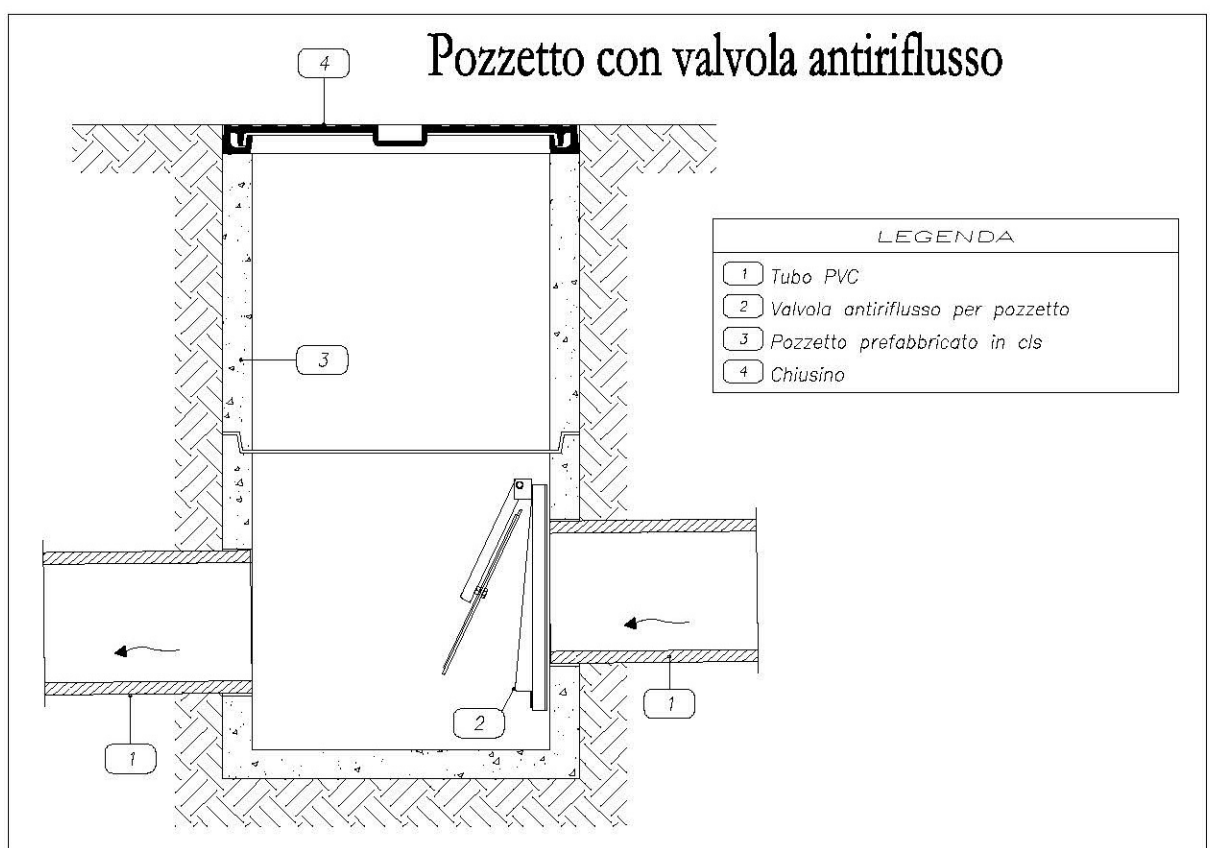 Pozzetto con valvola antiriflusso
4
LEGENDA
1 Tubo PVC
2 Valvola antiriflusso per pozzetto
3 Pozzetto prefabbricato in cls
4 Chiusino
3
1
2
1